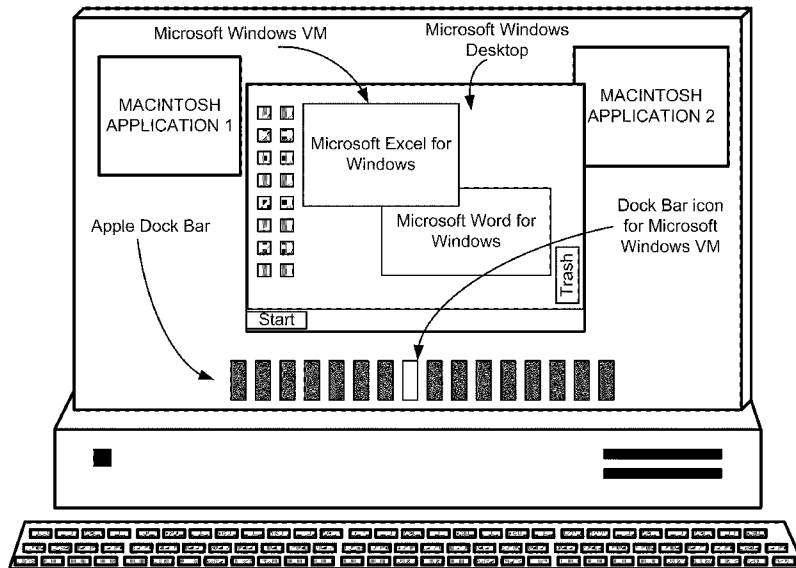 Microsoft Windows VM
Microsoft Windows
Desktop
MACINTOSH
APPLICATION 1
MACINTOSH
APPLICATION 2
Microsoft Excel for
Windows
Microsoft Word for
Windows
Apple Dock Bar
Dock Bar icon
for Microsoft
Windows VM
Trash
Start